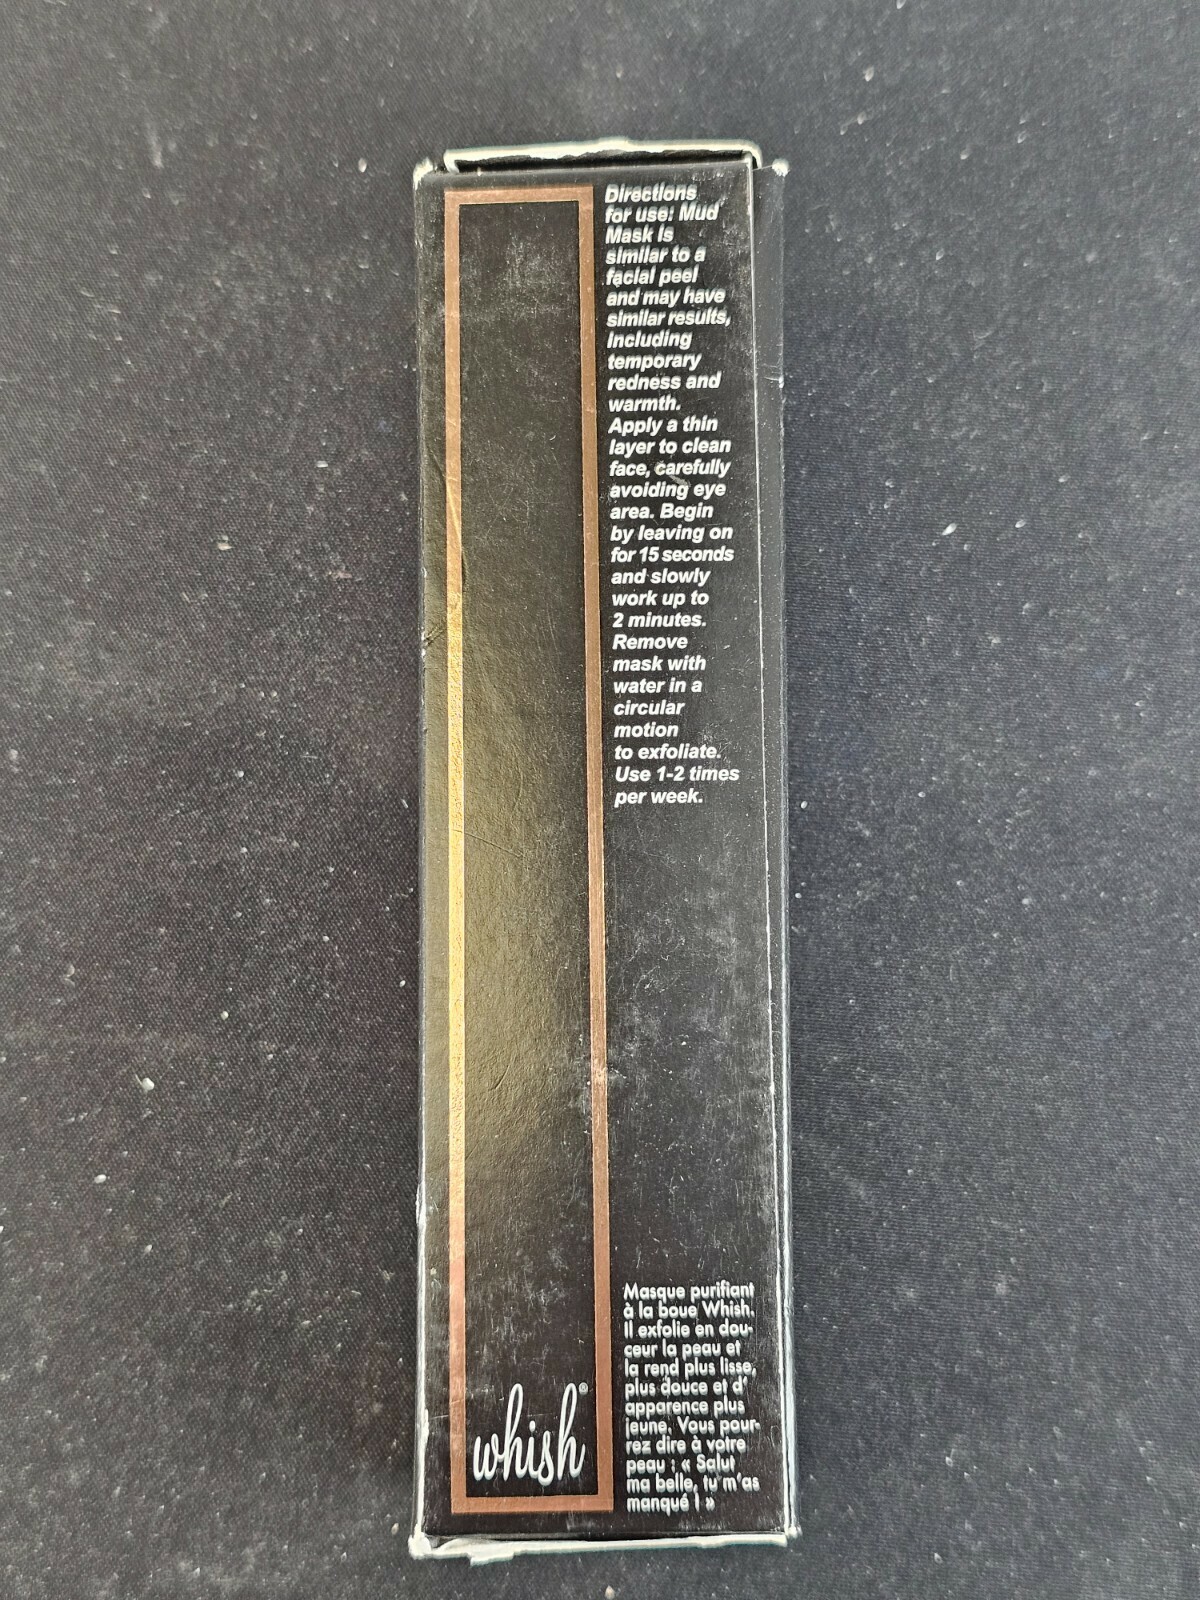 Directions
for use: Mud
Mask is
similar to a
facial peel
and may have
similar results,
including
temporary
redness and
warmth.
Apply a thin
layer to clean
face, carefully
avoiding eye
area. Begin
by leaving on
for 15 seconds
and slowly
work up to
2 minutes.
Remove
mask with
water in a
circular
motion
to exfoliate.
Use 1-2 times
per week.
whish®
Masque purifiant
à la boue Whish.
Il exfolie en dou-
ceur la peau et
la rend plus lisse,
plus douce et d'
apparence plus
jeune. Vous pour-
rez dire à votre
peau : « Salut
ma belle, tu m'as
manqué ! »